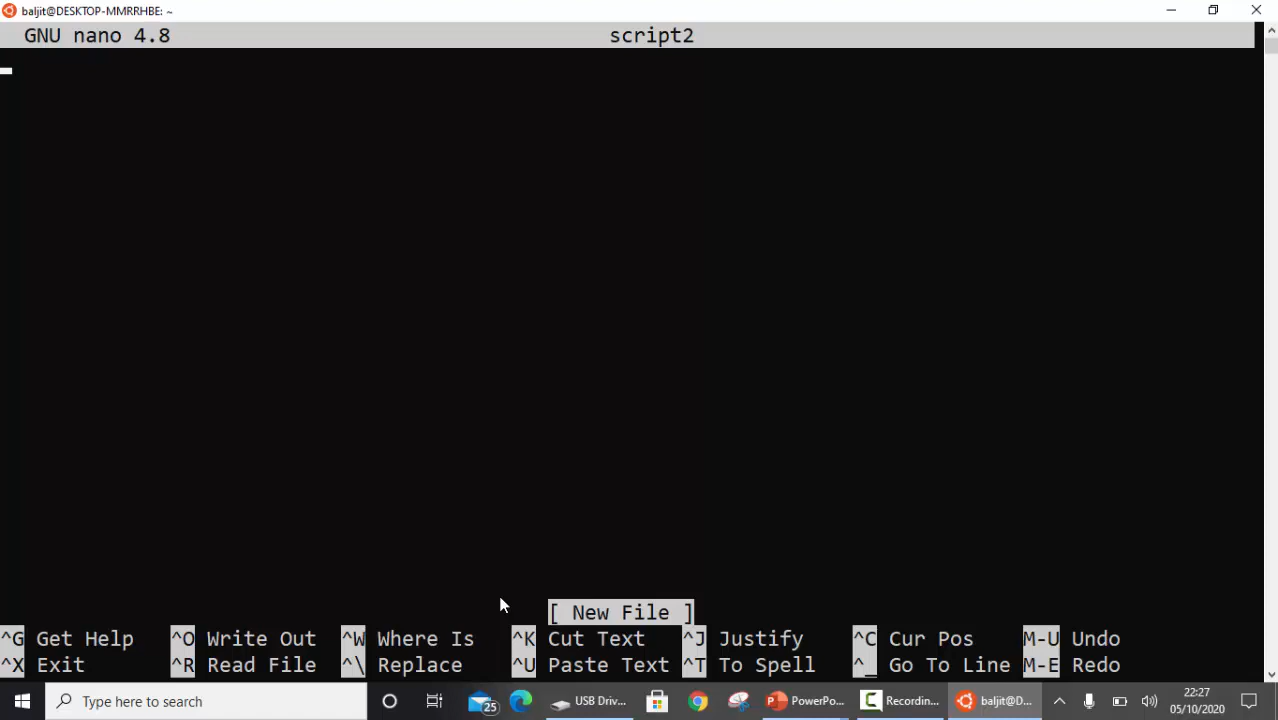 baljit@DESKTOP-MMRRHBE: ~
GNU nano 4.8 script2
[ New File ]
^G Get Help ^O Write Out ^W Where Is ^K Cut Text ^J Justify ^C Cur Pos M-U Undo
^X Exit ^R Read File ^\ Replace ^U Paste Text ^T To Spell ^_ Go To Line M-E Redo
Type here to search 25 USB Driv... PowerPo... Recording... baljit@D... 22:27
05/10/2020